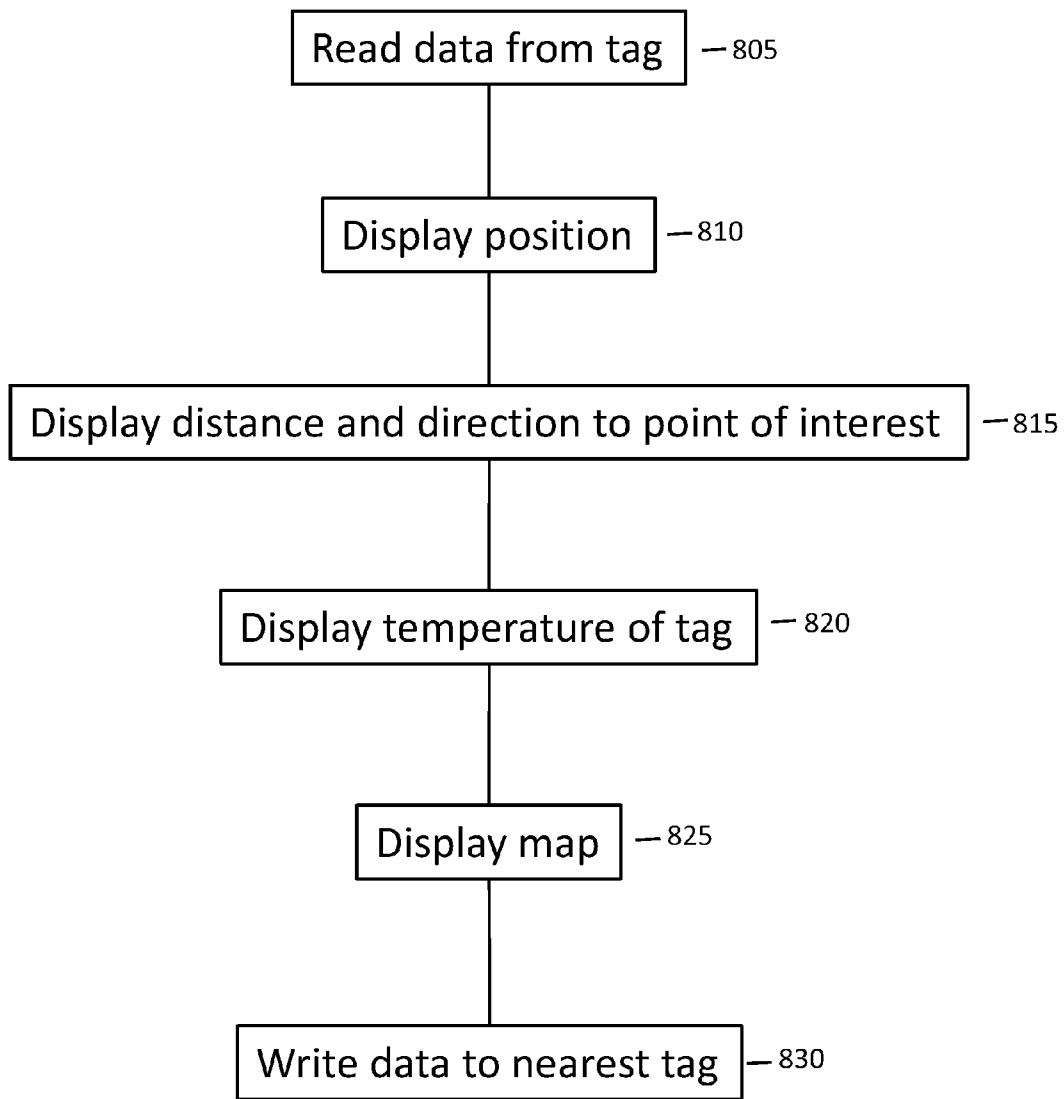 Read data from tag 805
Display position 810
Display distance and direction to point of interest 815
Display temperature of tag 820
Display map 825
Write data to nearest tag 830